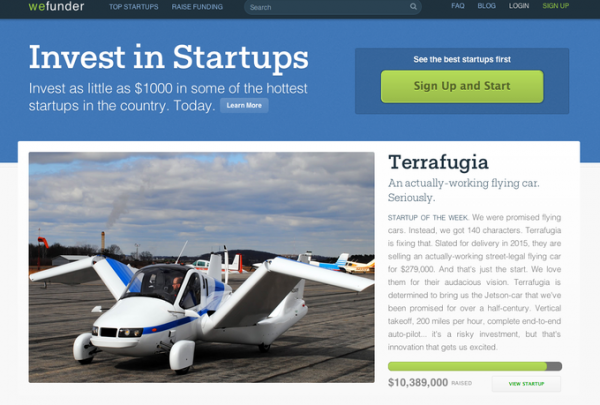 wefunder TOP STARTUPS RAISE FUNDING Search FAQ BLOG LOGIN SIGN UP
Invest in Startups
Invest as little as $1000 in some of the hottest
startups in the country. Today. Learn More
See the best startups first
Sign Up and Start
Terrafugia
An actually-working flying car.
Seriously.
STARTUP OF THE WEEK. We were promised flying
cars. Instead, we got 140 characters. Terrafugia
is fixing that. Slated for delivery in 2015, they are
selling an actually-working street-legal flying car
for $279,000. And that's just the start. We love
them for their audacious vision. Terrafugia is
determined to bring us the Jetson-car that we've
been promised for over a half-century. Vertical
takeoff, 200 miles per hour, complete end-to-end
auto-pilot... it's a risky investment, but that's
innovation that gets us excited.
$10,389,000 RAISED
VIEW STARTUP